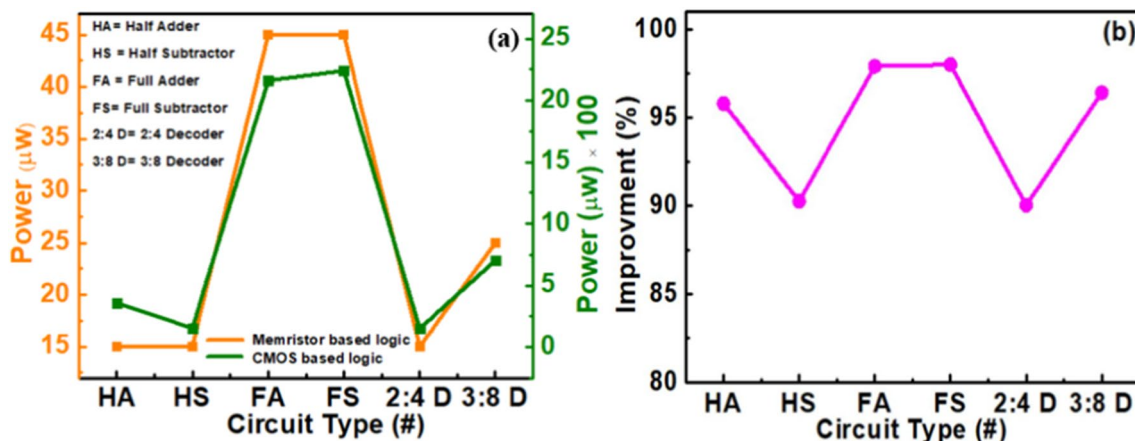 (a)
HA= Half Adder
HS = Half Subtractor
FA = Full Adder
FS= Full Subtractor
2:4 D= 2:4 Decoder
3:8 D= 3:8 Decoder
Power (μW)
45
40
35
30
25
20
15
25
20
15
10
5
0
Power (μW) × 100
Memristor based logic
CMOS based logic
HA HS FA FS 2:4 D 3:8 D
Circuit Type (#)
(b)
Improvment (%)
100
95
90
85
80
HA HS FA FS 2:4 D 3:8 D
Circuit Type (#)